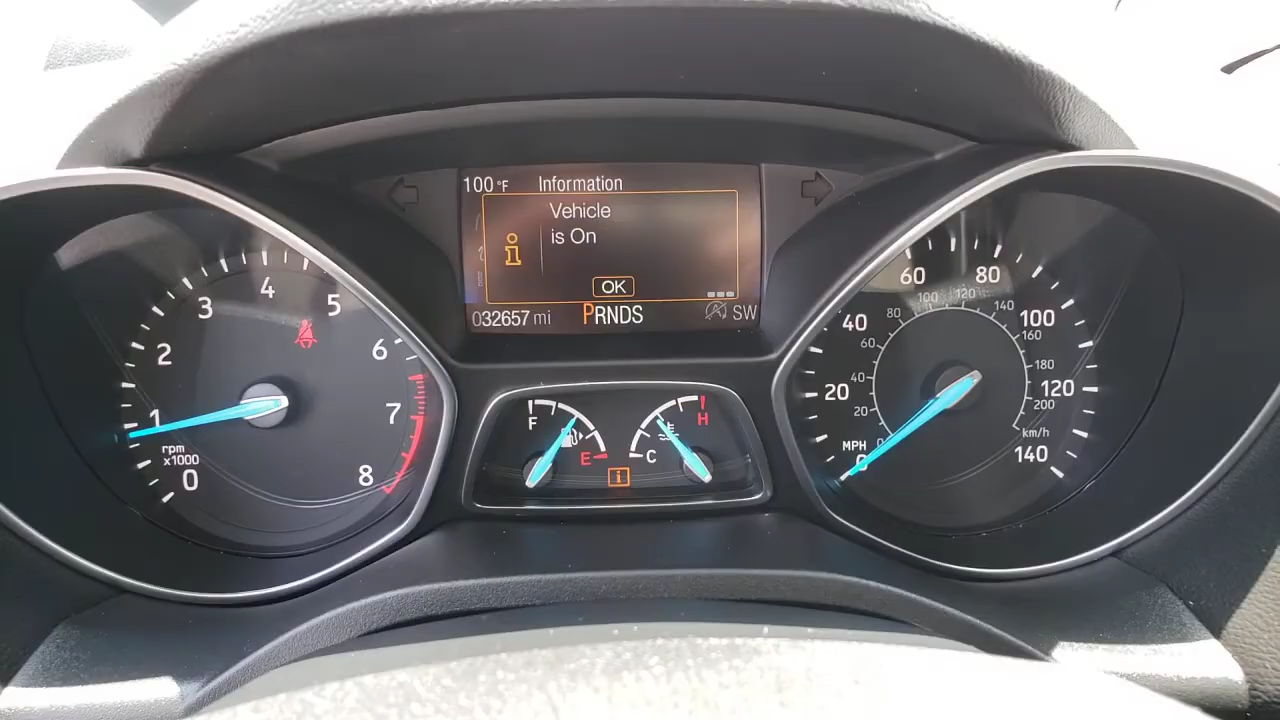 100 °F Information
Vehicle
is On
OK
032657 mi PRNDS SW
0
1
2
3
4
5
6
7
8
rpm
x1000
F
E
C
H
MPH
0
20
40
60
80
100
120
140
20
40
60
80
100
120
140
160
180
200
km/h